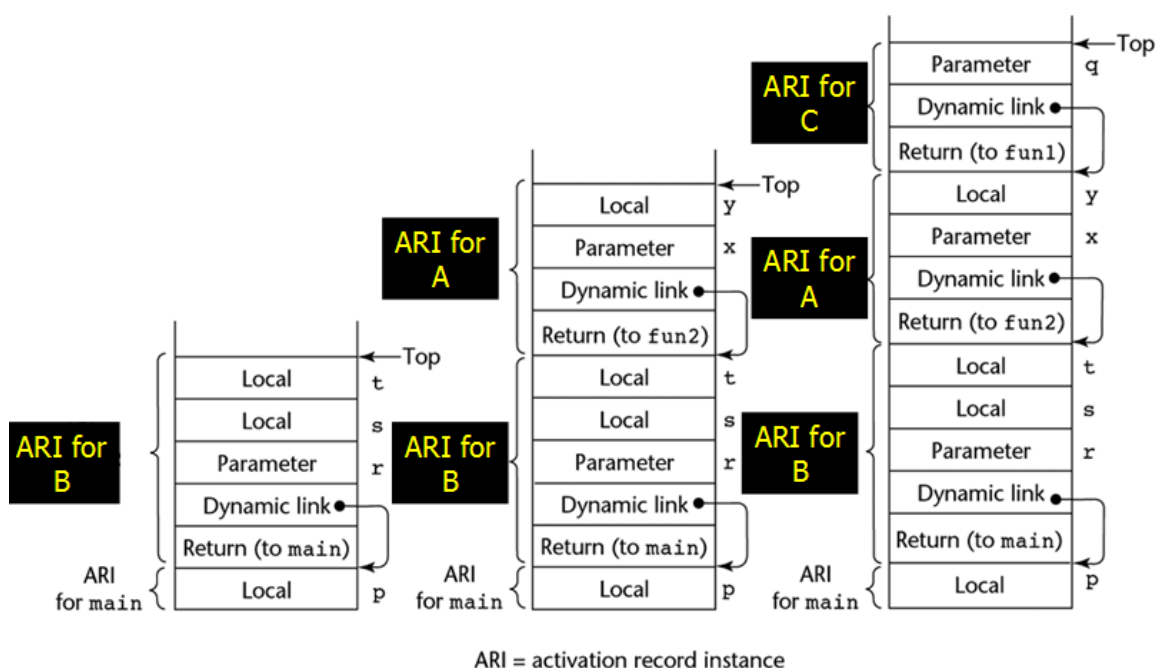 Top
ARI for
C
Parameter
q
Dynamic link
Return (to fun1)
Top
ARI for
A
Local
y
Parameter
x
Dynamic link
Return (to fun2)
ARI for
A
Local
y
Parameter
x
Dynamic link
Return (to fun2)
Top
ARI for
B
Local
t
Local
s
Parameter
r
Dynamic link
Return (to main)
ARI
for main
Local
p
ARI for
B
Local
t
Local
s
Parameter
r
Dynamic link
Return (to main)
ARI
for main
Local
p
ARI for
B
Local
t
Local
s
Parameter
r
Dynamic link
Return (to main)
ARI
for main
Local
p
ARI = activation record instance